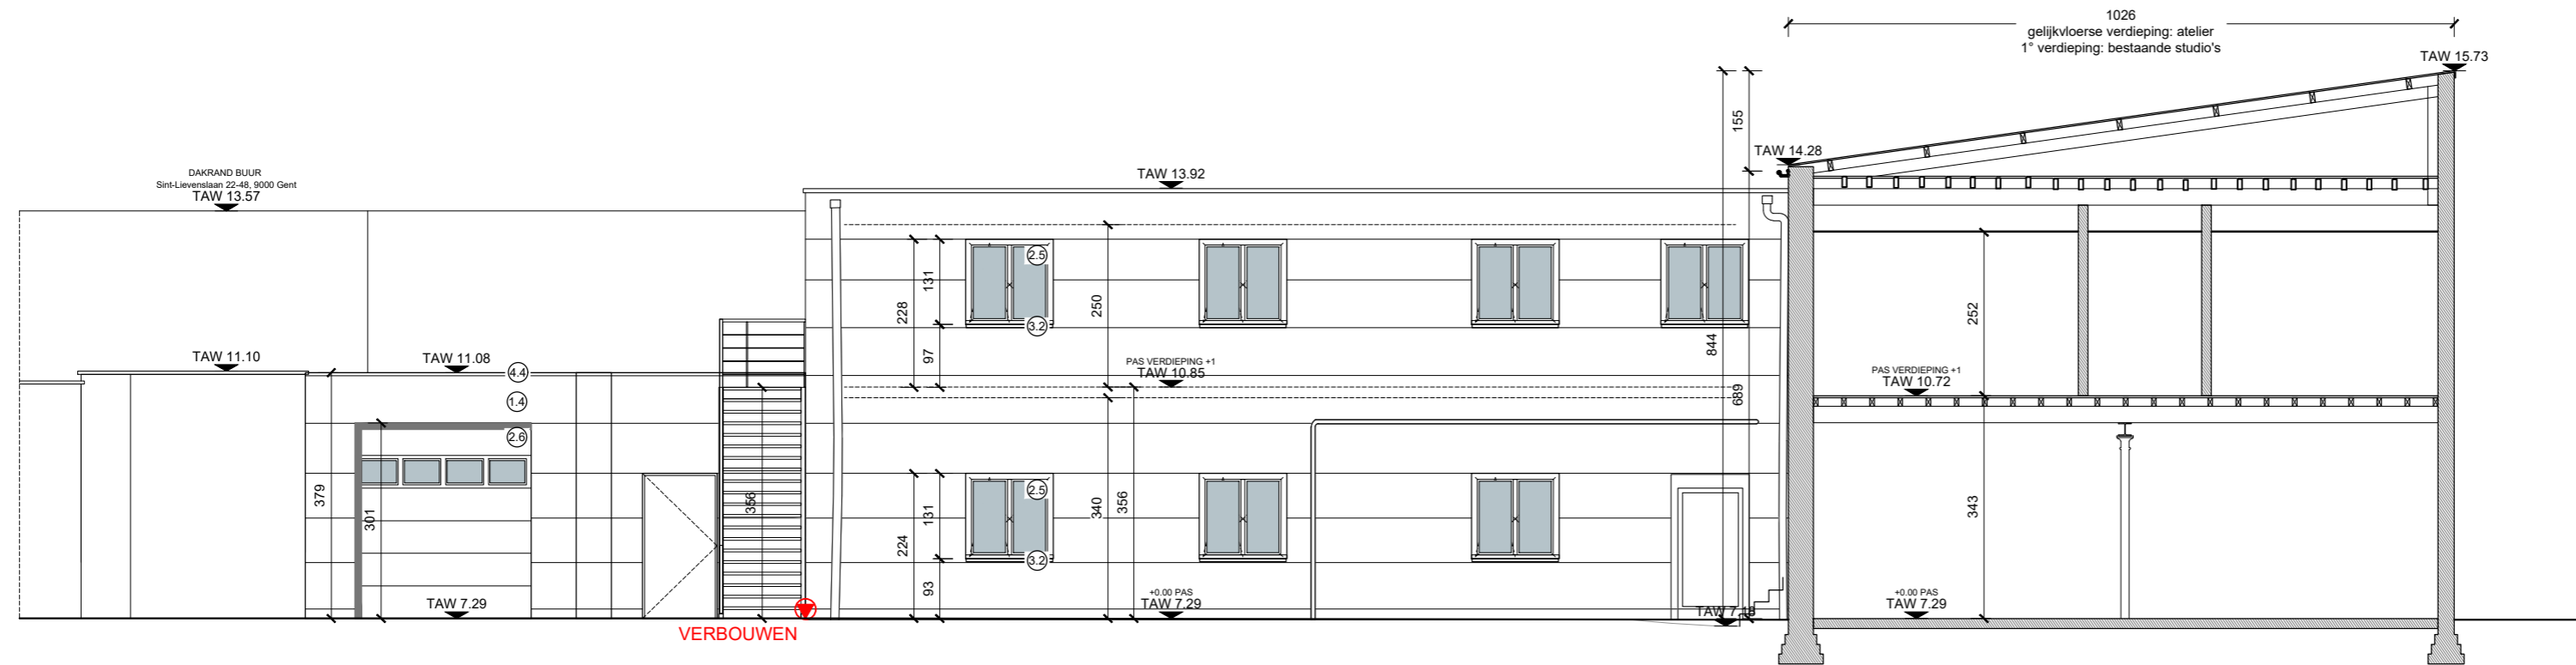 1026
gelijkvloerse verdieping: atelier
1° verdieping: bestaande studio's
TAW 15.73
155
TAW 14.28
DAKRAND BUUR
Sint-Lievenslaan 22-48, 9000 Gent
TAW 13.57
TAW 13.92
2.5
131
228
250
252
3.2
97
844
TAW 11.10
TAW 11.08
4.4
PAS VERDIEPING +1
TAW 10.85
PAS VERDIEPING +1
TAW 10.72
689
1.4
2.6
379
301
356
2.5
131
340
356
343
224
3.2
93
TAW 7.29
+0.00 PAS
TAW 7.29
TAW 7.18
+0.00 PAS
TAW 7.29
VERBOUWEN